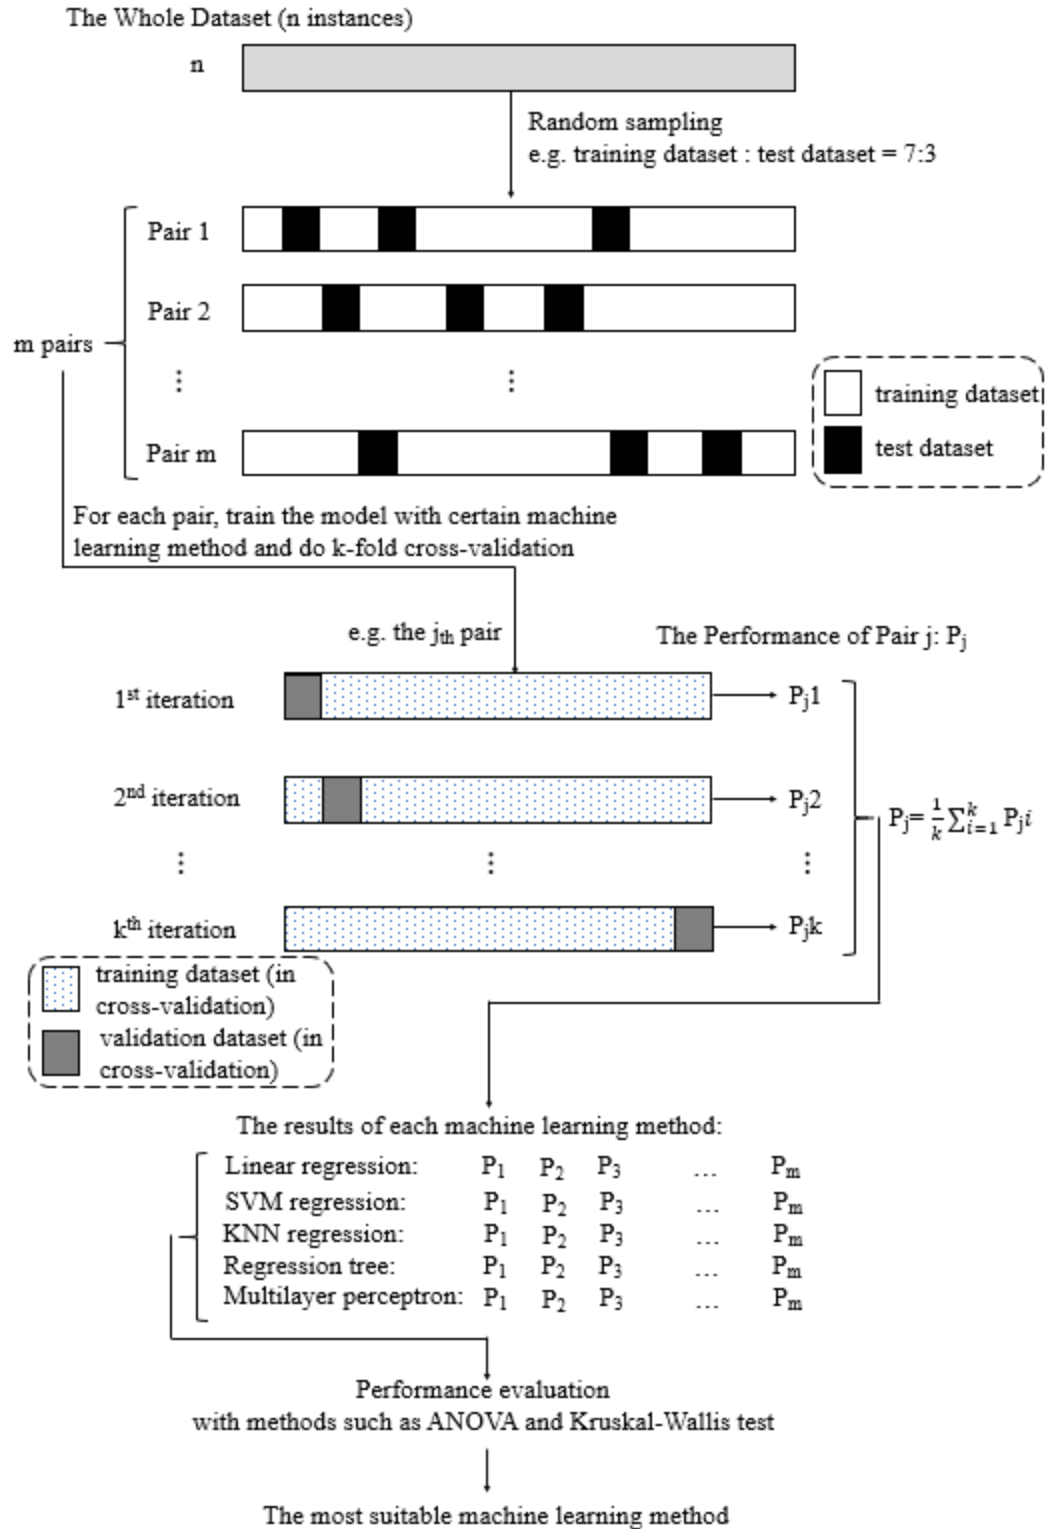 The Whole Dataset (n instances)
n
Random sampling
e.g. training dataset : test dataset = 7:3
Pair 1
Pair 2
m pairs
⋮ ⋮
training dataset
test dataset
Pair m
For each pair, train the model with certain machine
learning method and do k-fold cross-validation
e.g. the jₜₕ pair
The Performance of Pair j: Pⱼ
1ˢᵗ iteration
Pⱼ1
2ⁿᵈ iteration
Pⱼ2
Pⱼ= 1/k ∑ᵢ₌₁ᵏ Pⱼi
⋮ ⋮ ⋮
kᵗʰ iteration
Pⱼk
training dataset (in
cross-validation)
validation dataset (in
cross-validation)
The results of each machine learning method:
Linear regression: P₁ P₂ P₃ … Pₘ
SVM regression: P₁ P₂ P₃ … Pₘ
KNN regression: P₁ P₂ P₃ … Pₘ
Regression tree: P₁ P₂ P₃ … Pₘ
Multilayer perceptron: P₁ P₂ P₃ … Pₘ
Performance evaluation
with methods such as ANOVA and Kruskal-Wallis test
The most suitable machine learning method